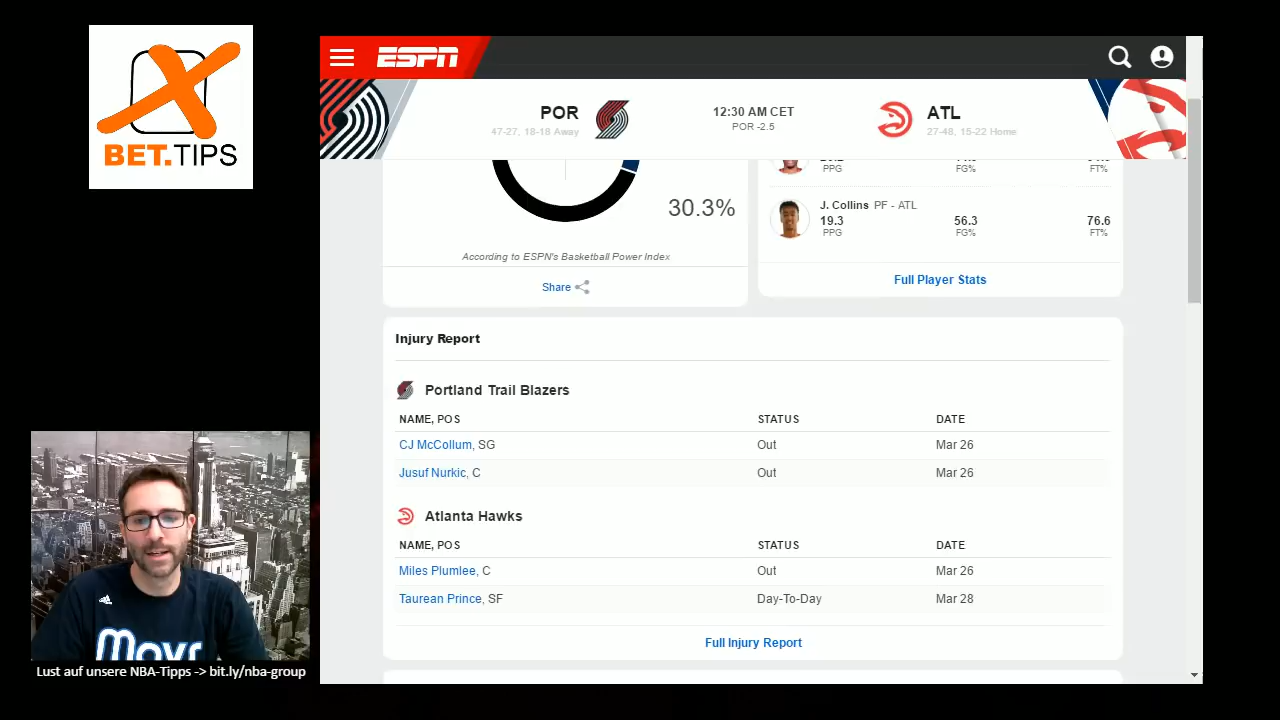 X
BET.TIPS
ESPN
POR
47-27, 18-18 Away
12:30 AM CET
POR -2.5
ATL
27-48, 15-22 Home
PPG
FG%
FT%
30.3%
J. Collins PF - ATL
19.3
56.3
76.6
PPG
FG%
FT%
According to ESPN's Basketball Power Index
Share
Full Player Stats
Injury Report
Portland Trail Blazers
NAME, POS
STATUS
DATE
CJ McCollum, SG
Out
Mar 26
Jusuf Nurkic, C
Out
Mar 26
Atlanta Hawks
NAME, POS
STATUS
DATE
Miles Plumlee, C
Out
Mar 26
Taurean Prince, SF
Day-To-Day
Mar 28
Full Injury Report
Lust auf unsere NBA-Tipps -> bit.ly/nba-group